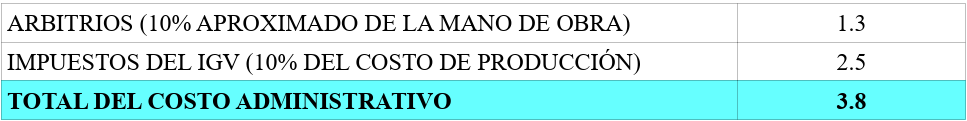 ARBITRIOS (10% APROXIMADO DE LA MANO DE OBRA) 1.3
IMPUESTOS DEL IGV (10% DEL COSTO DE PRODUCCIÓN) 2.5
TOTAL DEL COSTO ADMINISTRATIVO 3.8